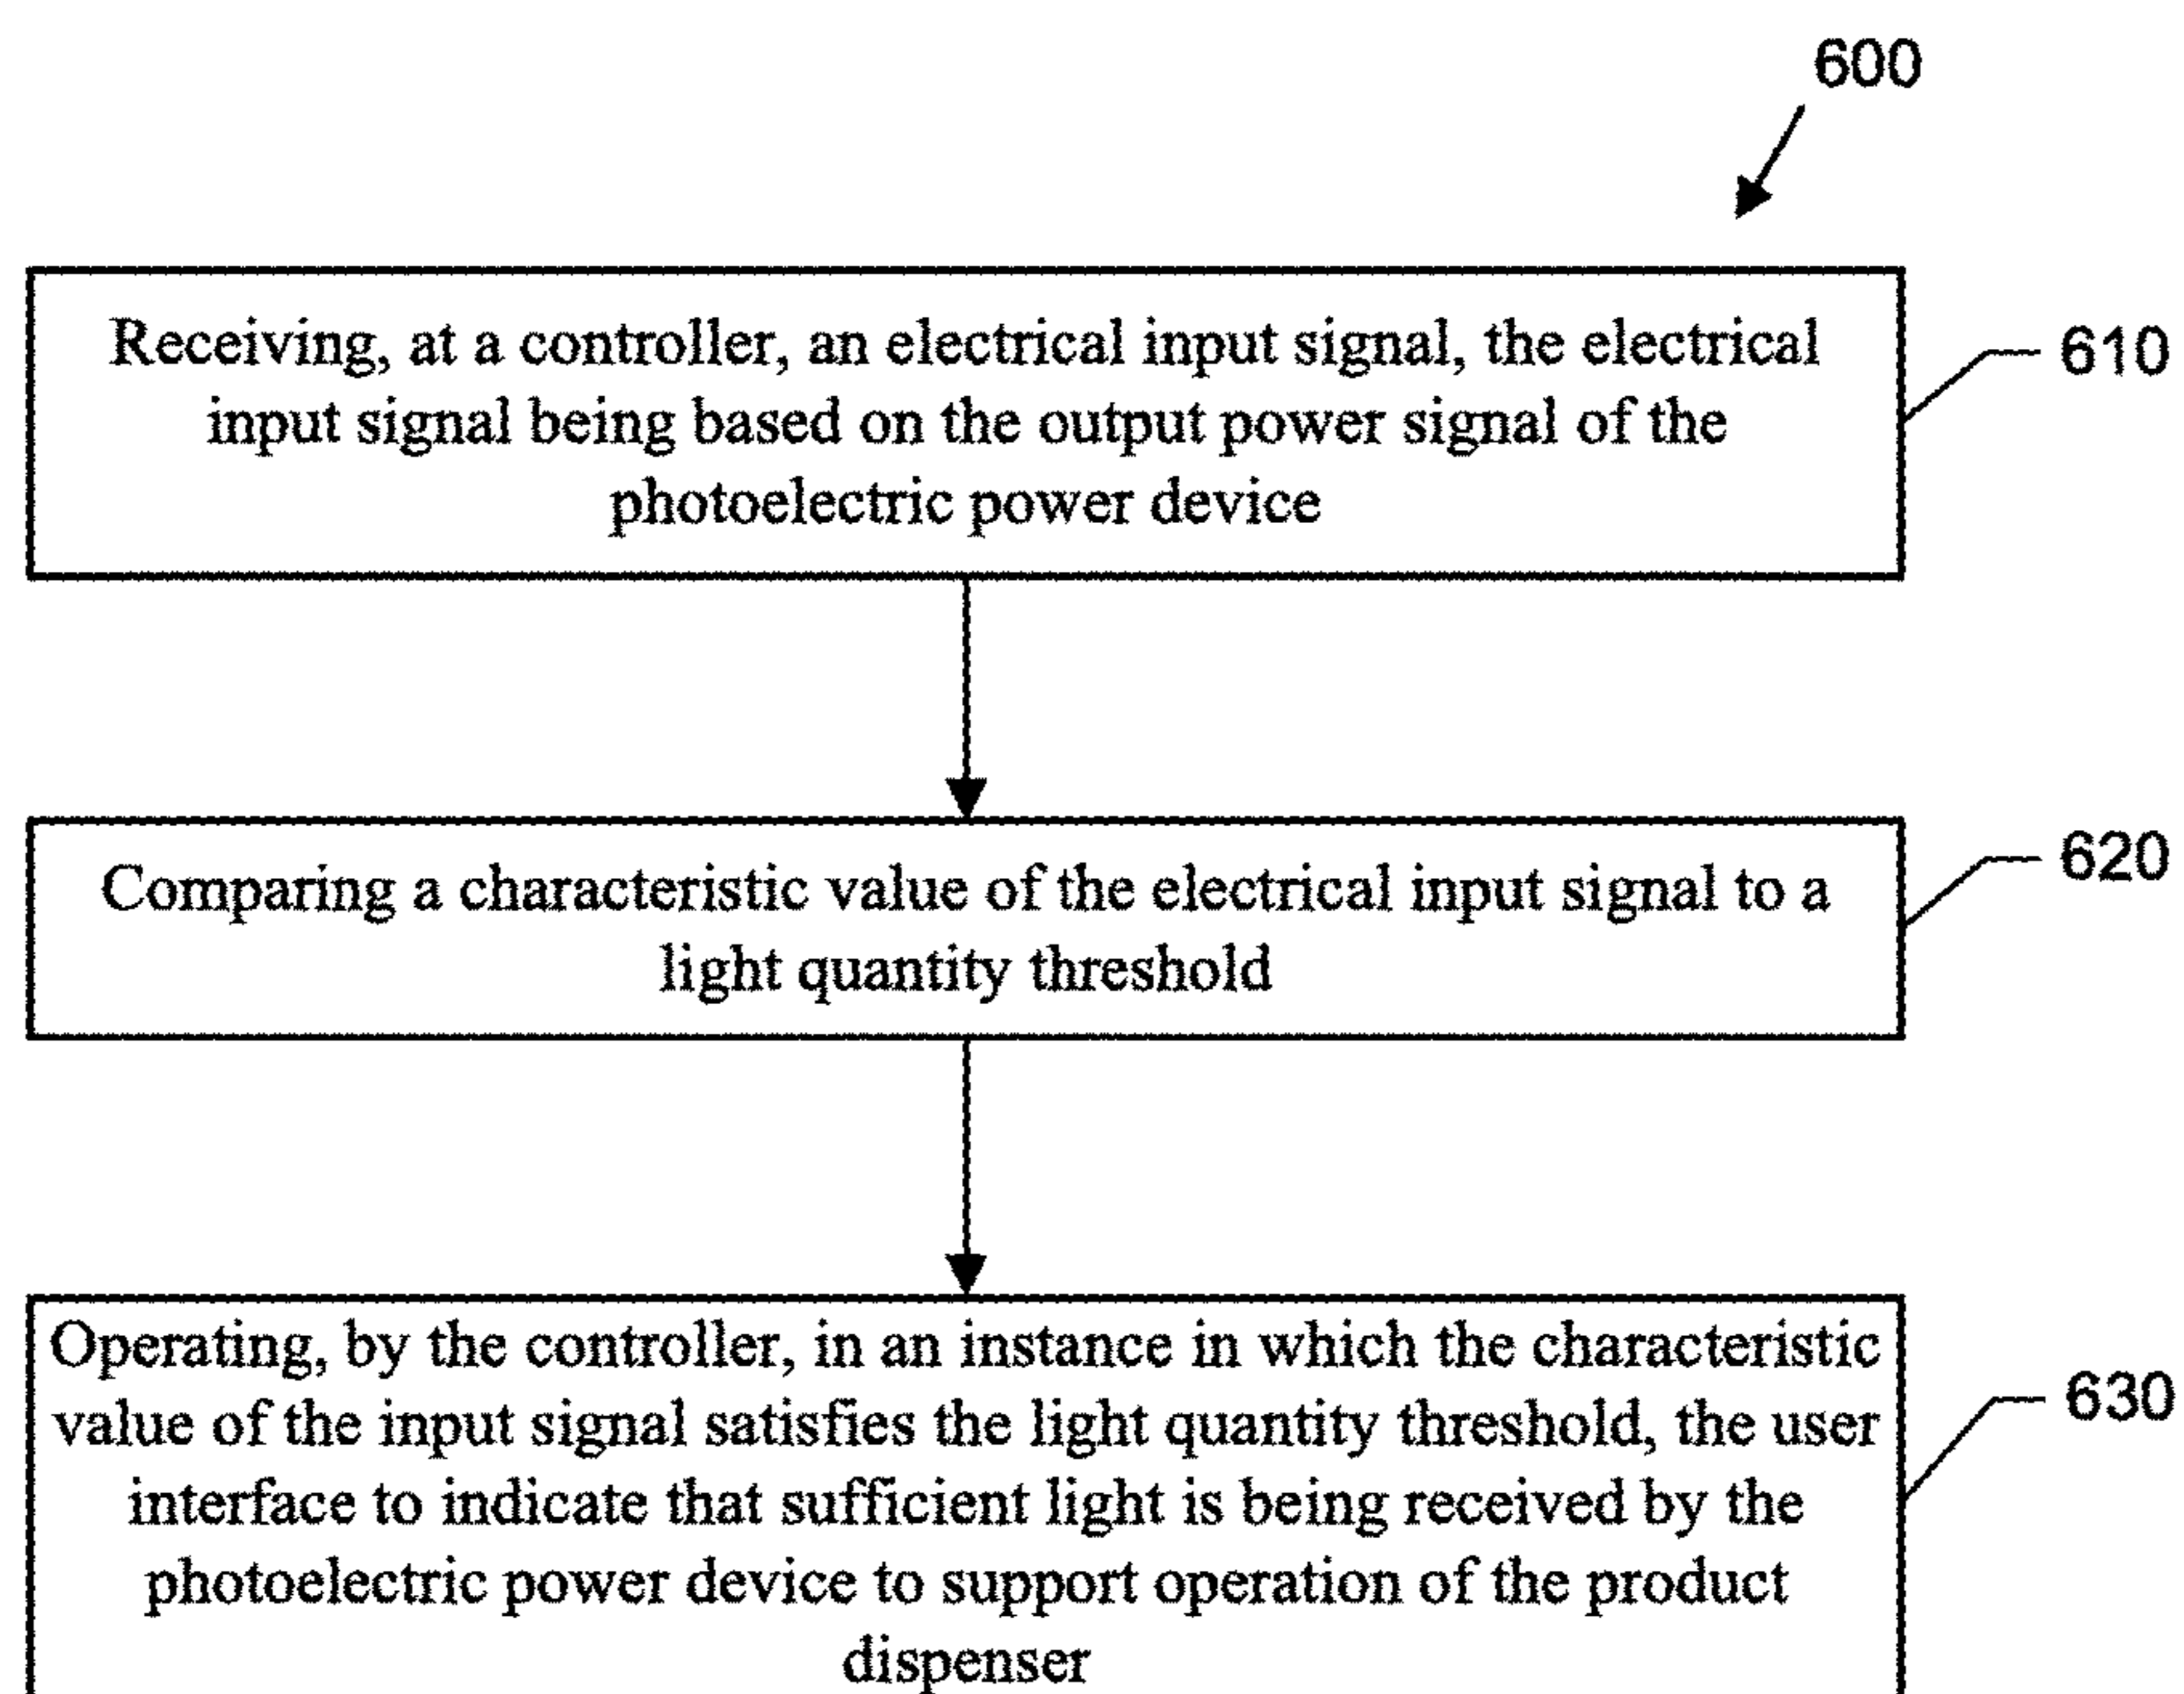 600
Receiving, at a controller, an electrical input signal, the electrical
input signal being based on the output power signal of the
photoelectric power device
610
Comparing a characteristic value of the electrical input signal to a
light quantity threshold
620
Operating, by the controller, in an instance in which the characteristic
value of the input signal satisfies the light quantity threshold, the user
interface to indicate that sufficient light is being received by the
photoelectric power device to support operation of the product
dispenser
630